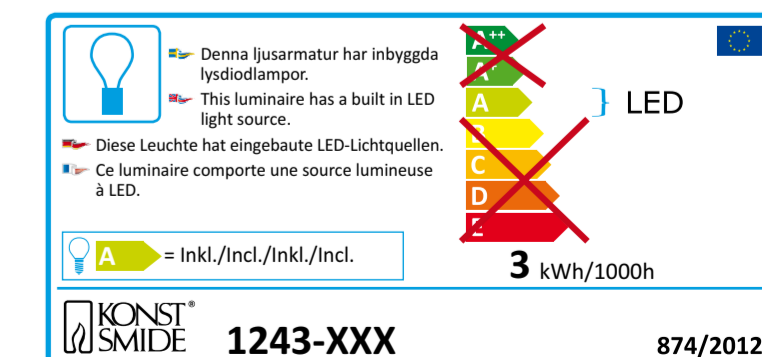 Denna ljusarmatur har inbyggda
lysdiodlampor.
This luminaire has a built in LED
light source.
Diese Leuchte hat eingebaute LED-Lichtquellen.
Ce luminaire comporte une source lumineuse
à LED.
A = Inkl./Incl./Inkl./Incl.
A++
A+
A
LED
B
C
D
E
3 kWh/1000h
KONST®
SMIDE
1243-XXX
874/2012